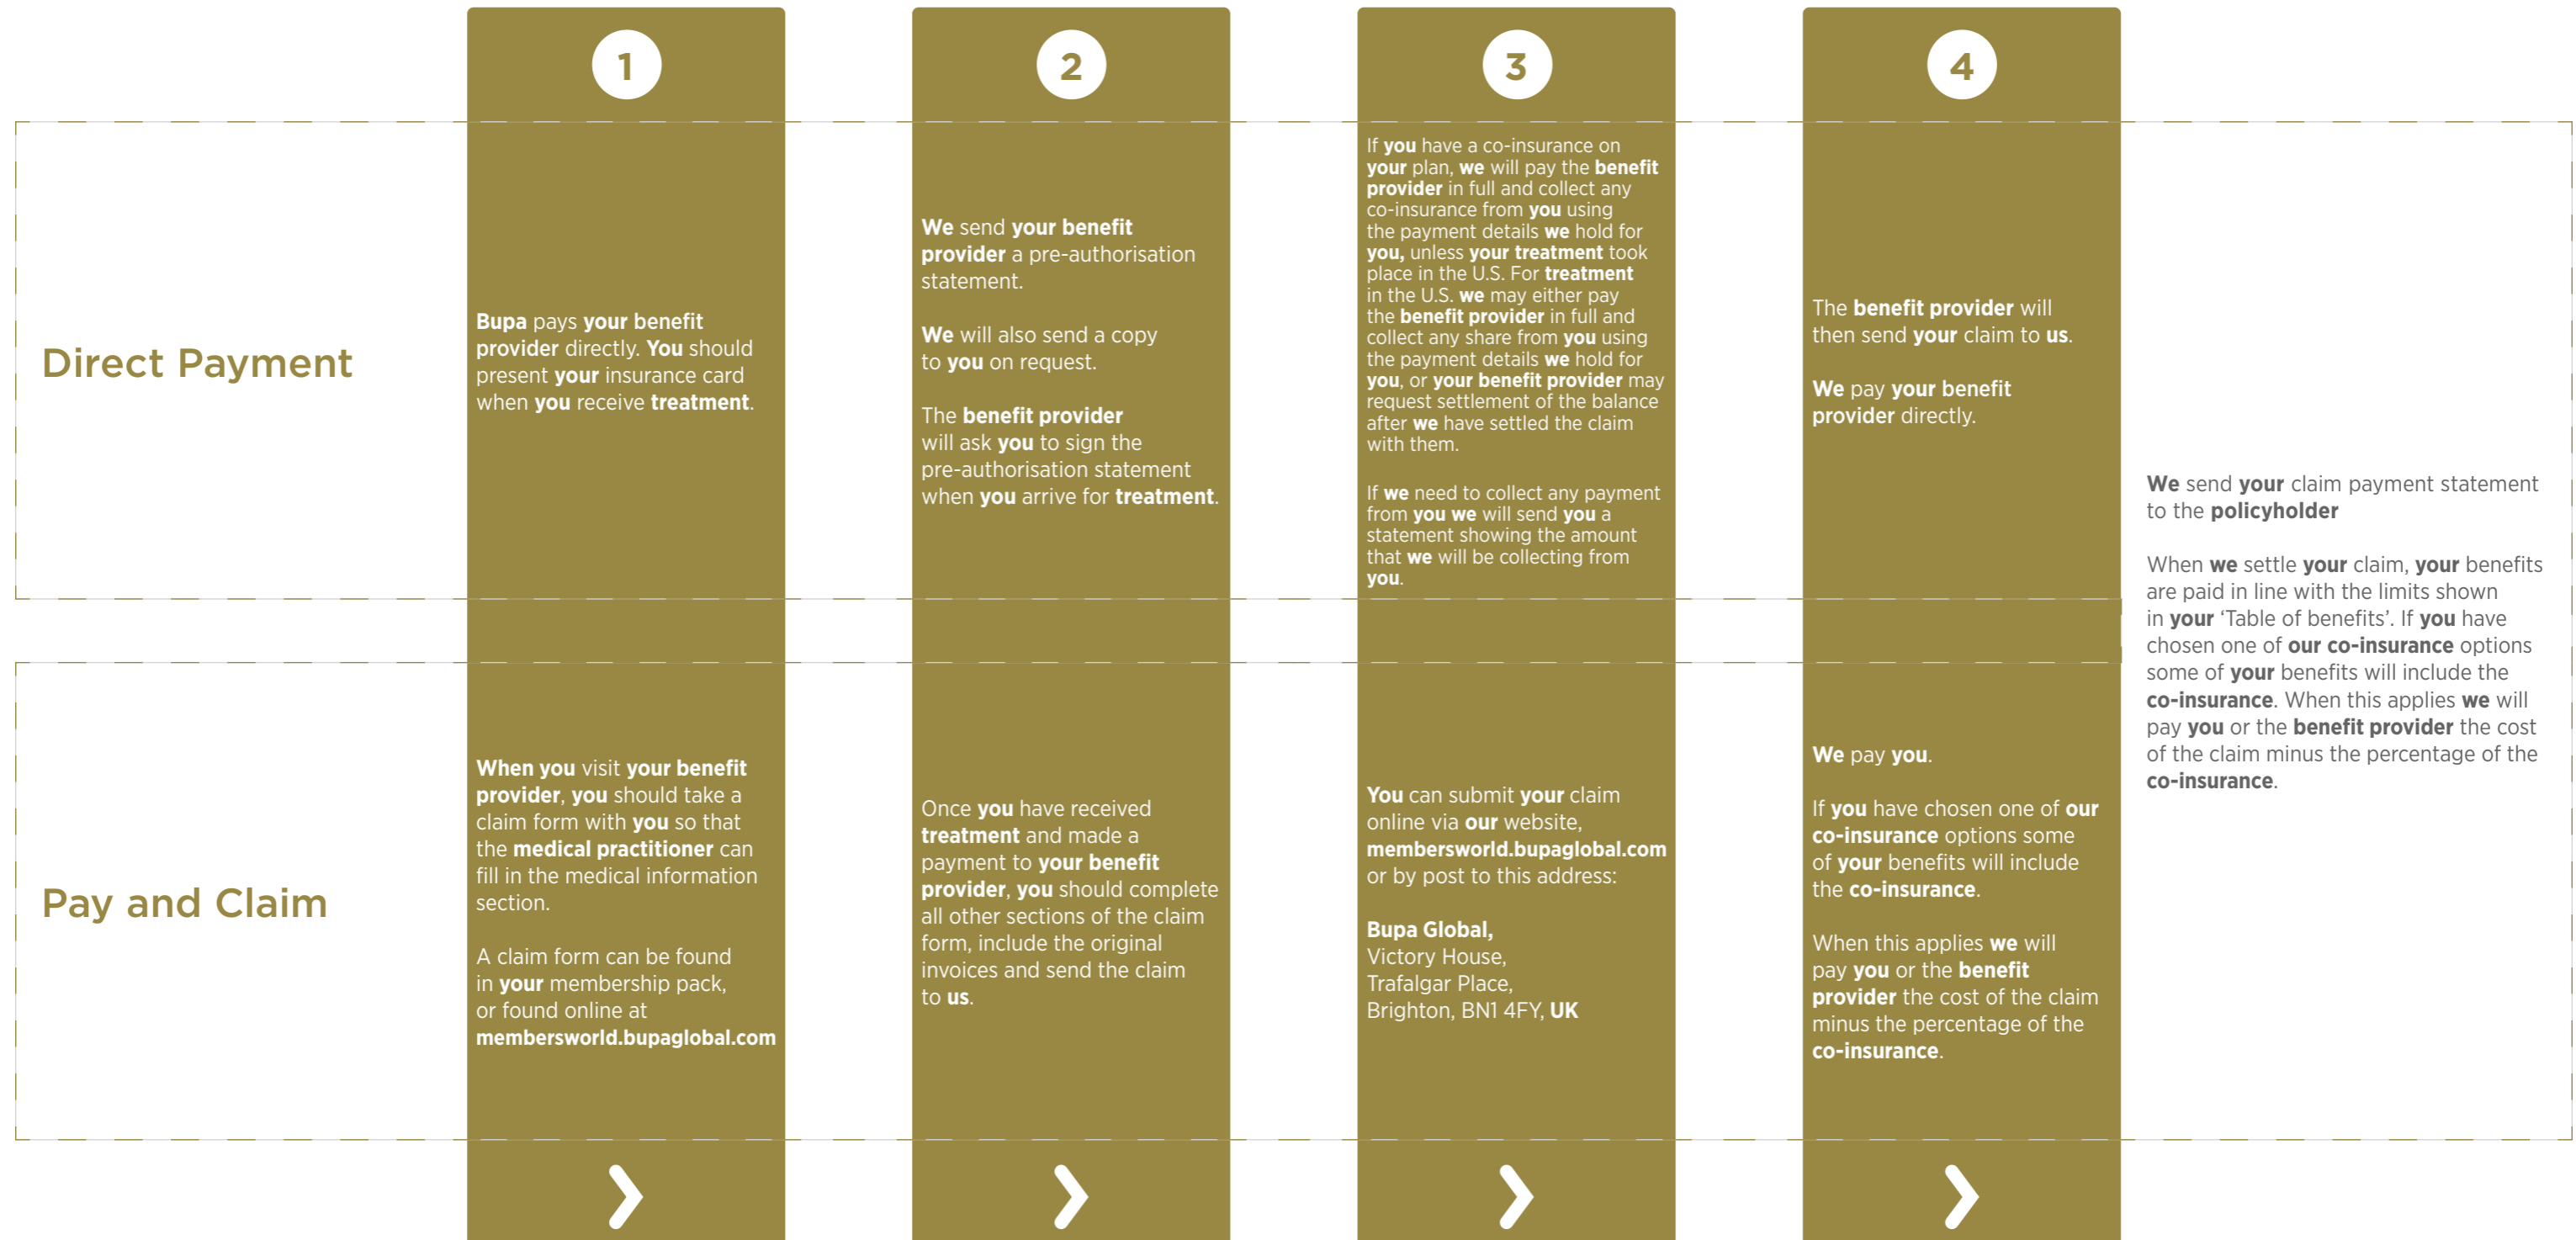 1
2
3
4
Direct Payment
Bupa pays your benefit
provider directly. You should
present your insurance card
when you receive treatment.
We send your benefit
provider a pre-authorisation
statement.
We will also send a copy
to you on request.
The benefit provider
will ask you to sign the
pre-authorisation statement
when you arrive for treatment.
If you have a co-insurance on
your plan, we will pay the benefit
provider in full and collect any
co-insurance from you using
the payment details we hold for
you, unless your treatment took
place in the U.S. For treatment
in the U.S. we may either pay
the benefit provider in full and
collect any share from you using
the payment details we hold for
you, or your benefit provider may
request settlement of the balance
after we have settled the claim
with them.
If we need to collect any payment
from you we will send you a
statement showing the amount
that we will be collecting from
you.
The benefit provider will
then send your claim to us.
We pay your benefit
provider directly.
Pay and Claim
When you visit your benefit
provider, you should take a
claim form with you so that
the medical practitioner can
fill in the medical information
section.
A claim form can be found
in your membership pack,
or found online at
membersworld.bupaglobal.com
Once you have received
treatment and made a
payment to your benefit
provider, you should complete
all other sections of the claim
form, include the original
invoices and send the claim
to us.
You can submit your claim
online via our website,
membersworld.bupaglobal.com
or by post to this address:
Bupa Global,
Victory House,
Trafalgar Place,
Brighton, BN1 4FY, UK
We pay you.
If you have chosen one of our
co-insurance options some
of your benefits will include
the co-insurance.
When this applies we will
pay you or the benefit
provider the cost of the claim
minus the percentage of the
co-insurance.
We send your claim payment statement
to the policyholder
When we settle your claim, your benefits
are paid in line with the limits shown
in your ‘Table of benefits’. If you have
chosen one of our co-insurance options
some of your benefits will include the
co-insurance. When this applies we will
pay you or the benefit provider the cost
of the claim minus the percentage of the
co-insurance.